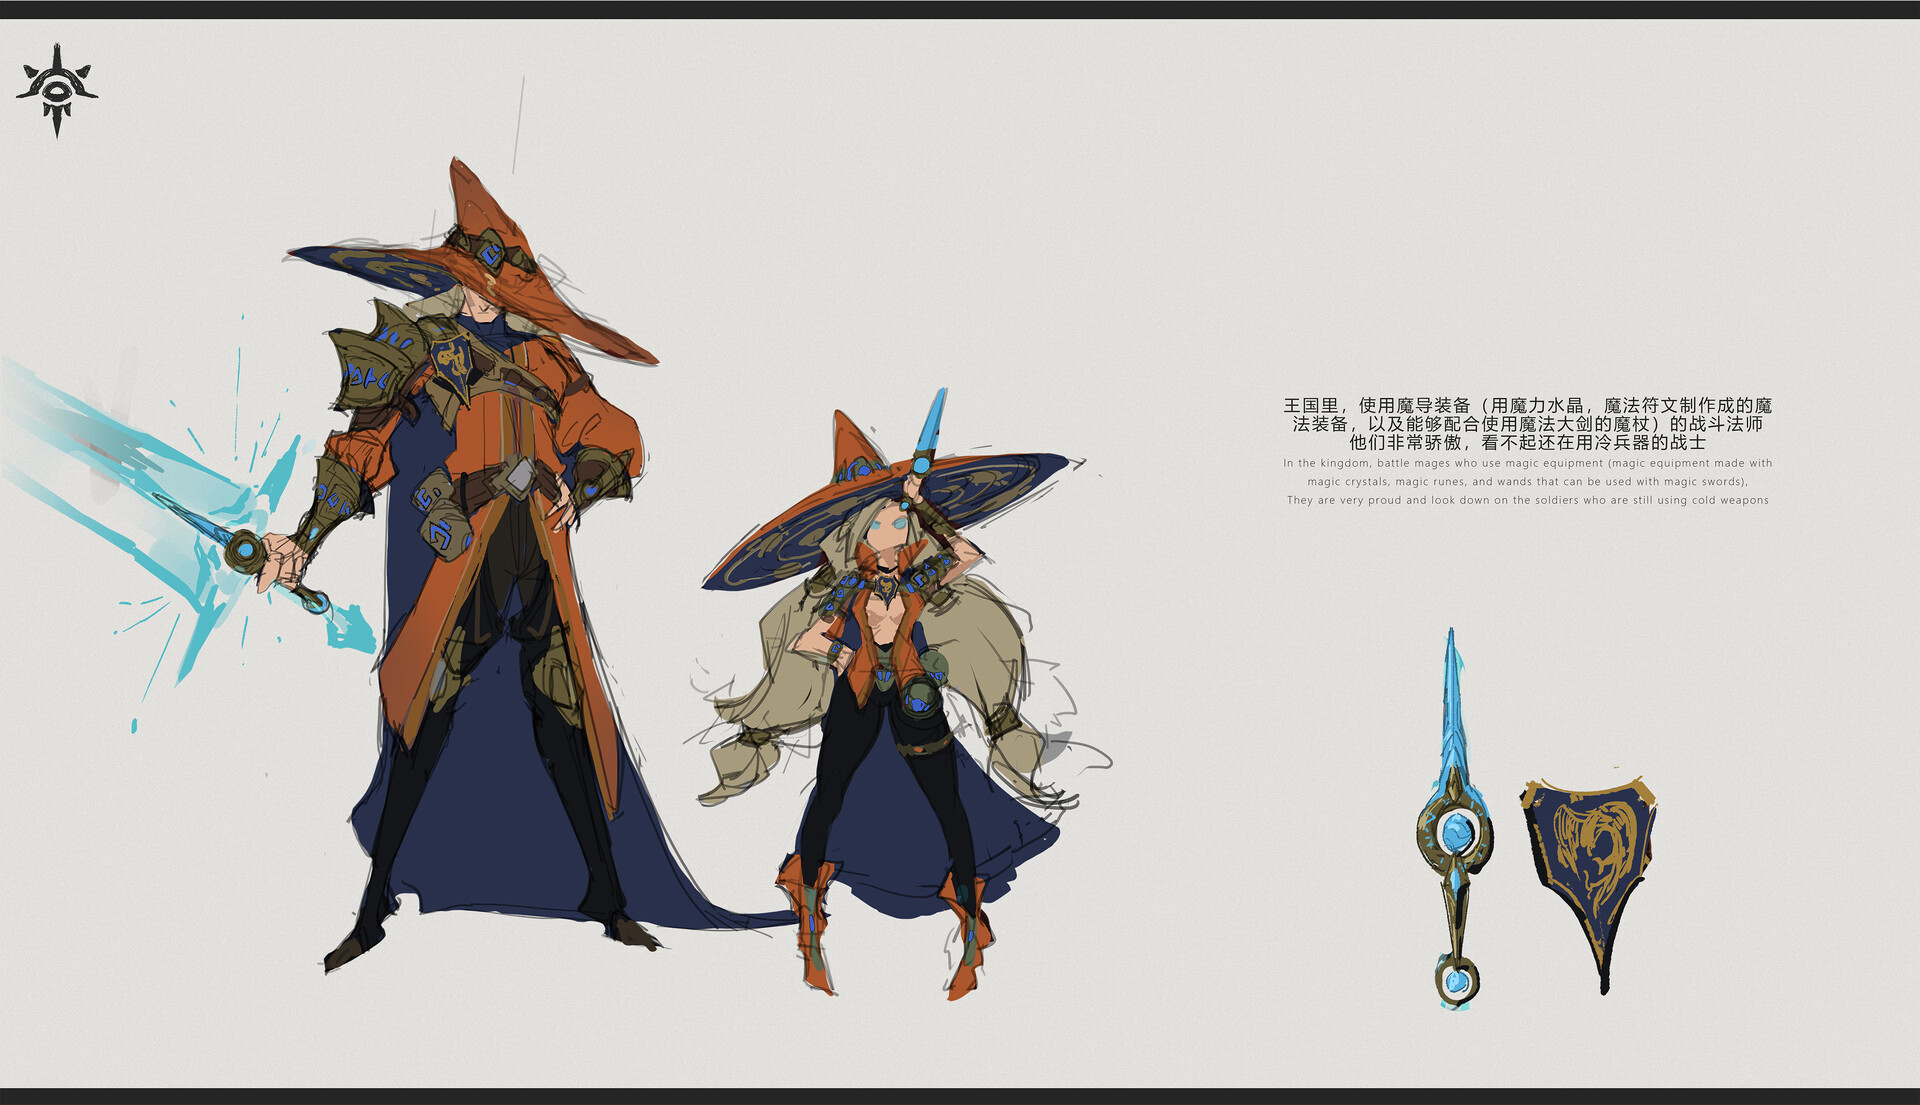 王国里，使用魔导装备（用魔力水晶，魔法符文制作成的魔
法装备，以及能够配合使用魔法大剑的魔杖）的战斗法师
他们非常骄傲，看不起还在用冷兵器的战士
In the kingdom, battle mages who use magic equipment (magic equipment made with
magic crystals, magic runes, and wands that can be used with magic swords),
They are very proud and look down on the soldiers who are still using cold weapons